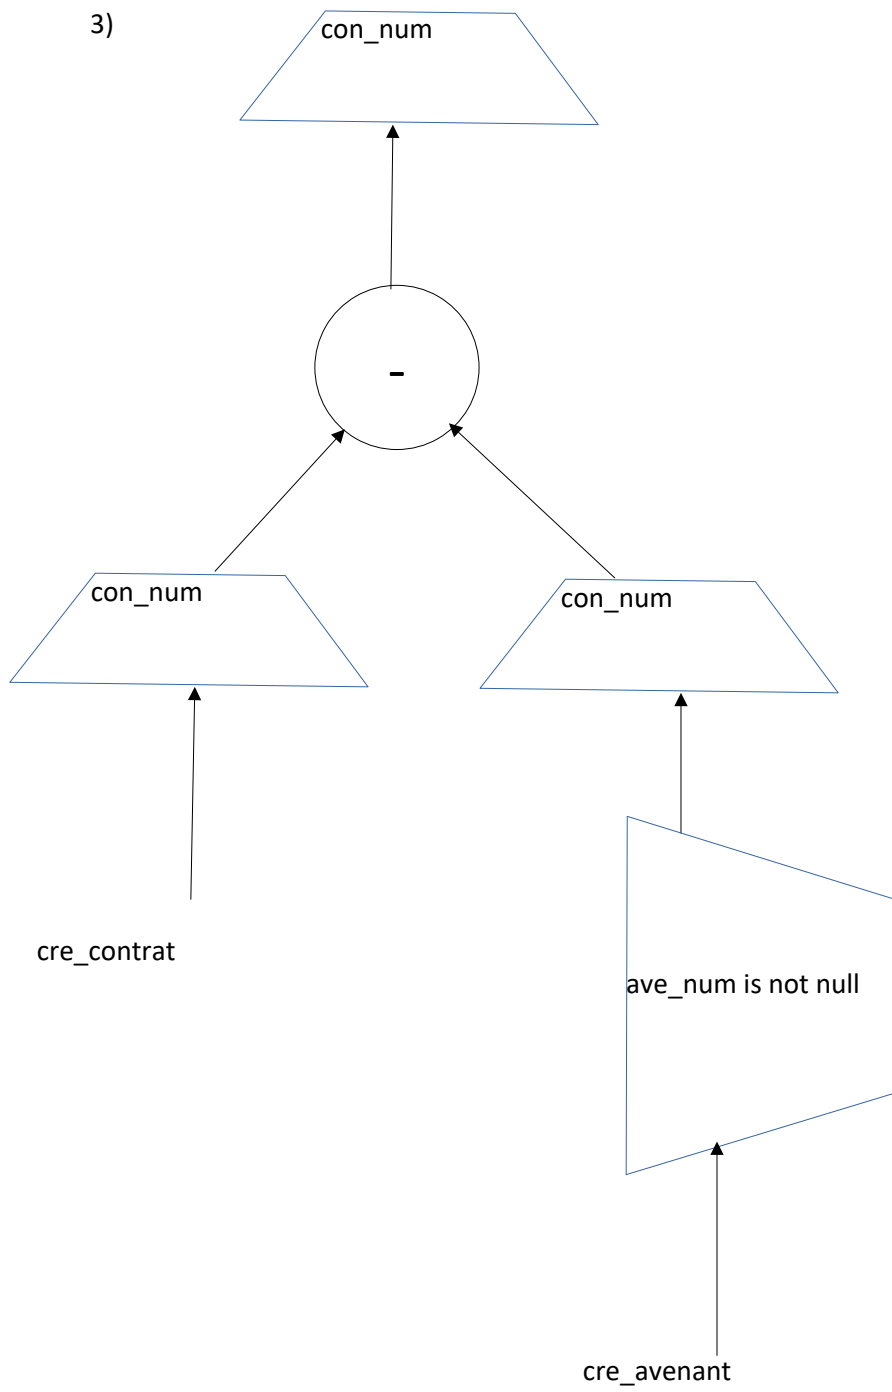 3)
con_num
-
con_num
con_num
cre_contrat
ave_num is not null
cre_avenant